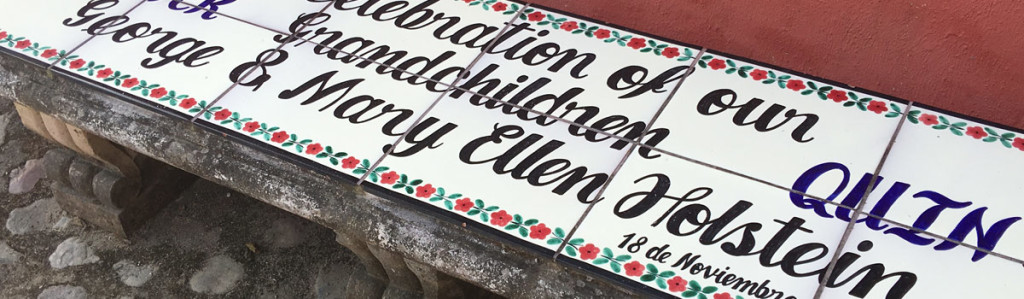 Celebration of our
Grandchildren QUIN
George & Mary Ellen Holstein
18 de Noviembre